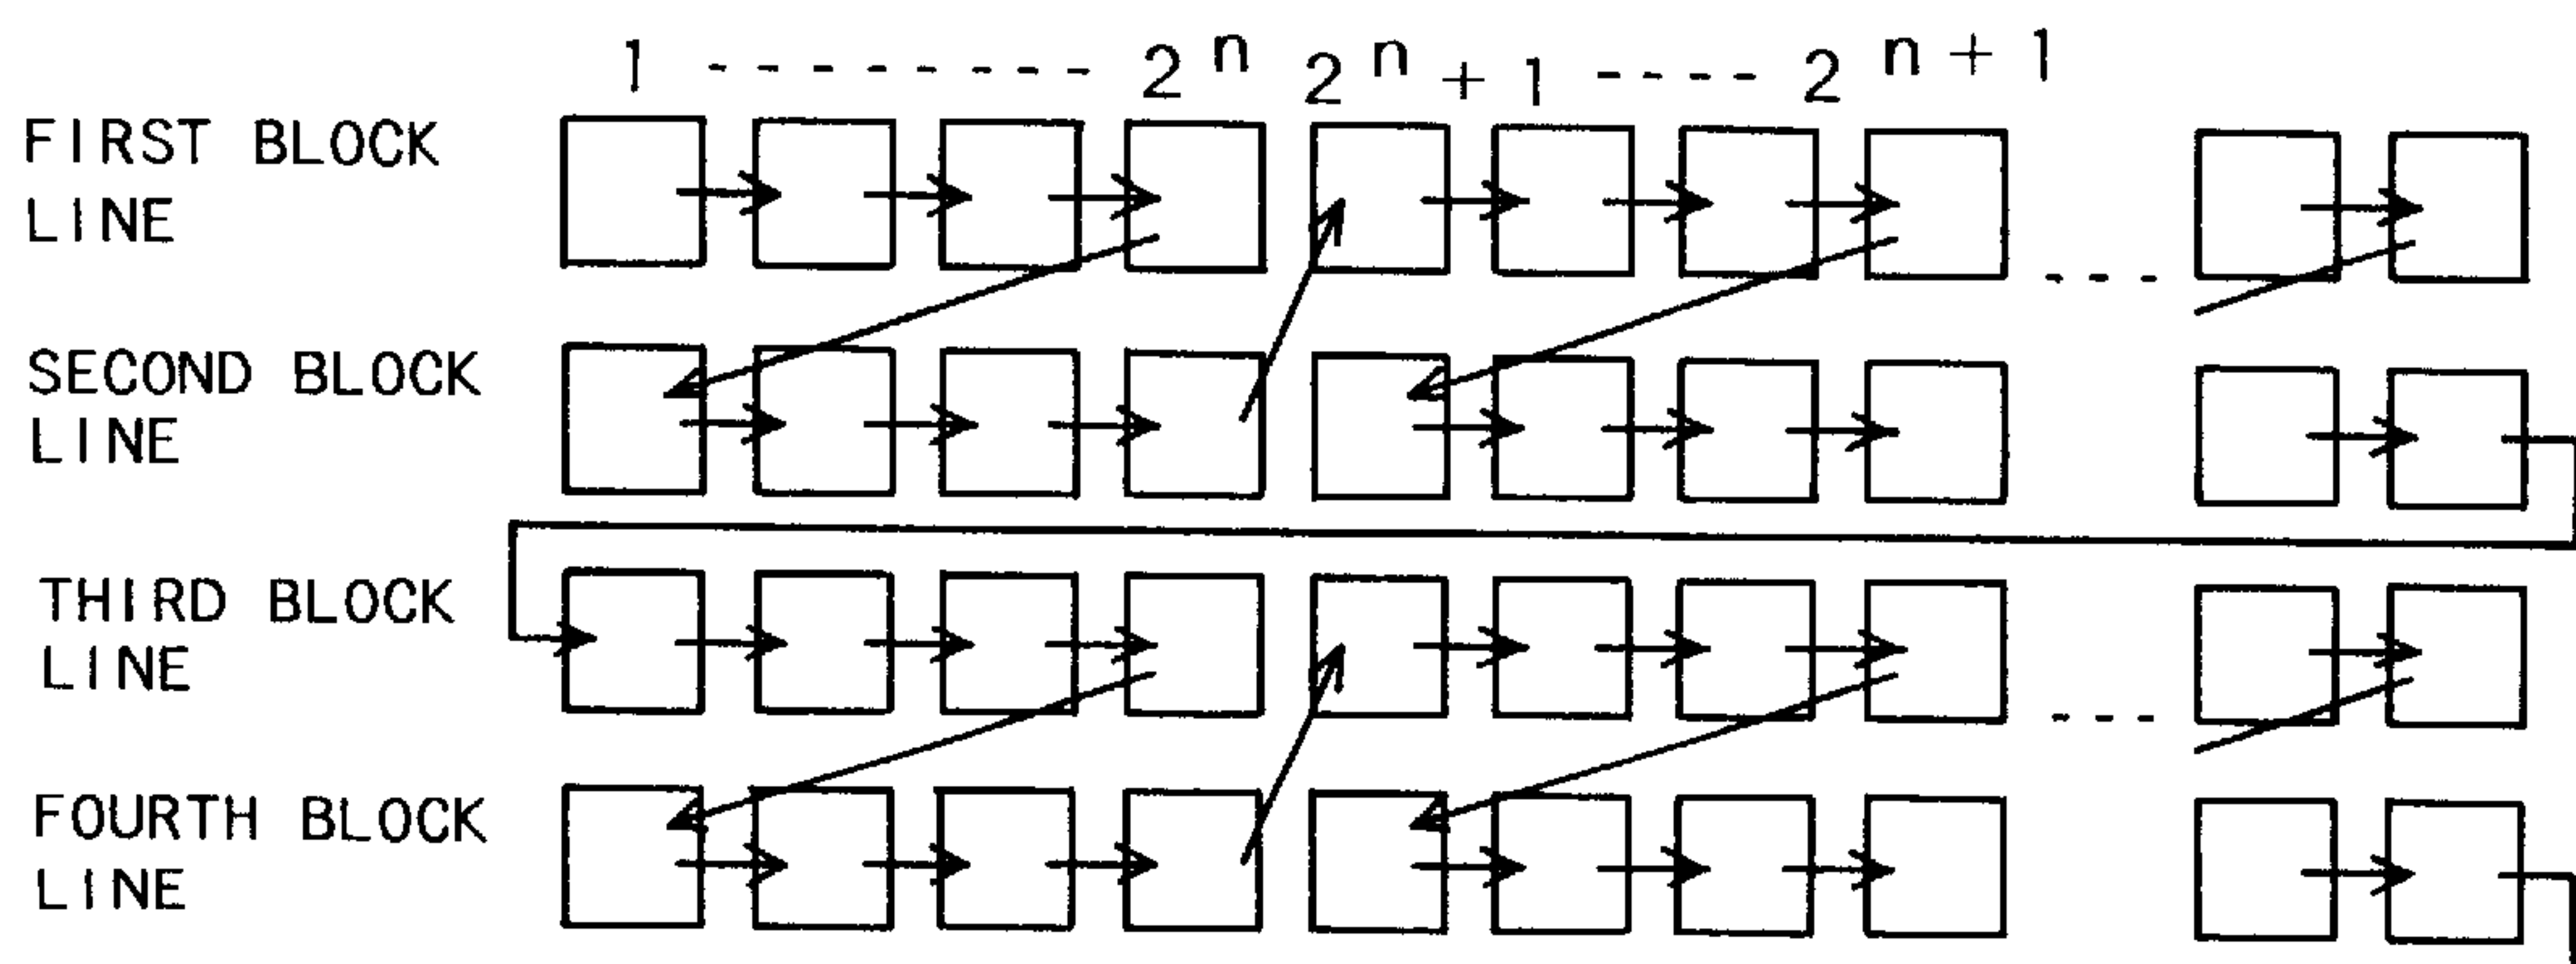 1 - - - - - - - - 2ⁿ 2ⁿ + 1 - - - - 2ⁿ⁺¹
FIRST BLOCK
LINE
SECOND BLOCK
LINE
THIRD BLOCK
LINE
FOURTH BLOCK
LINE